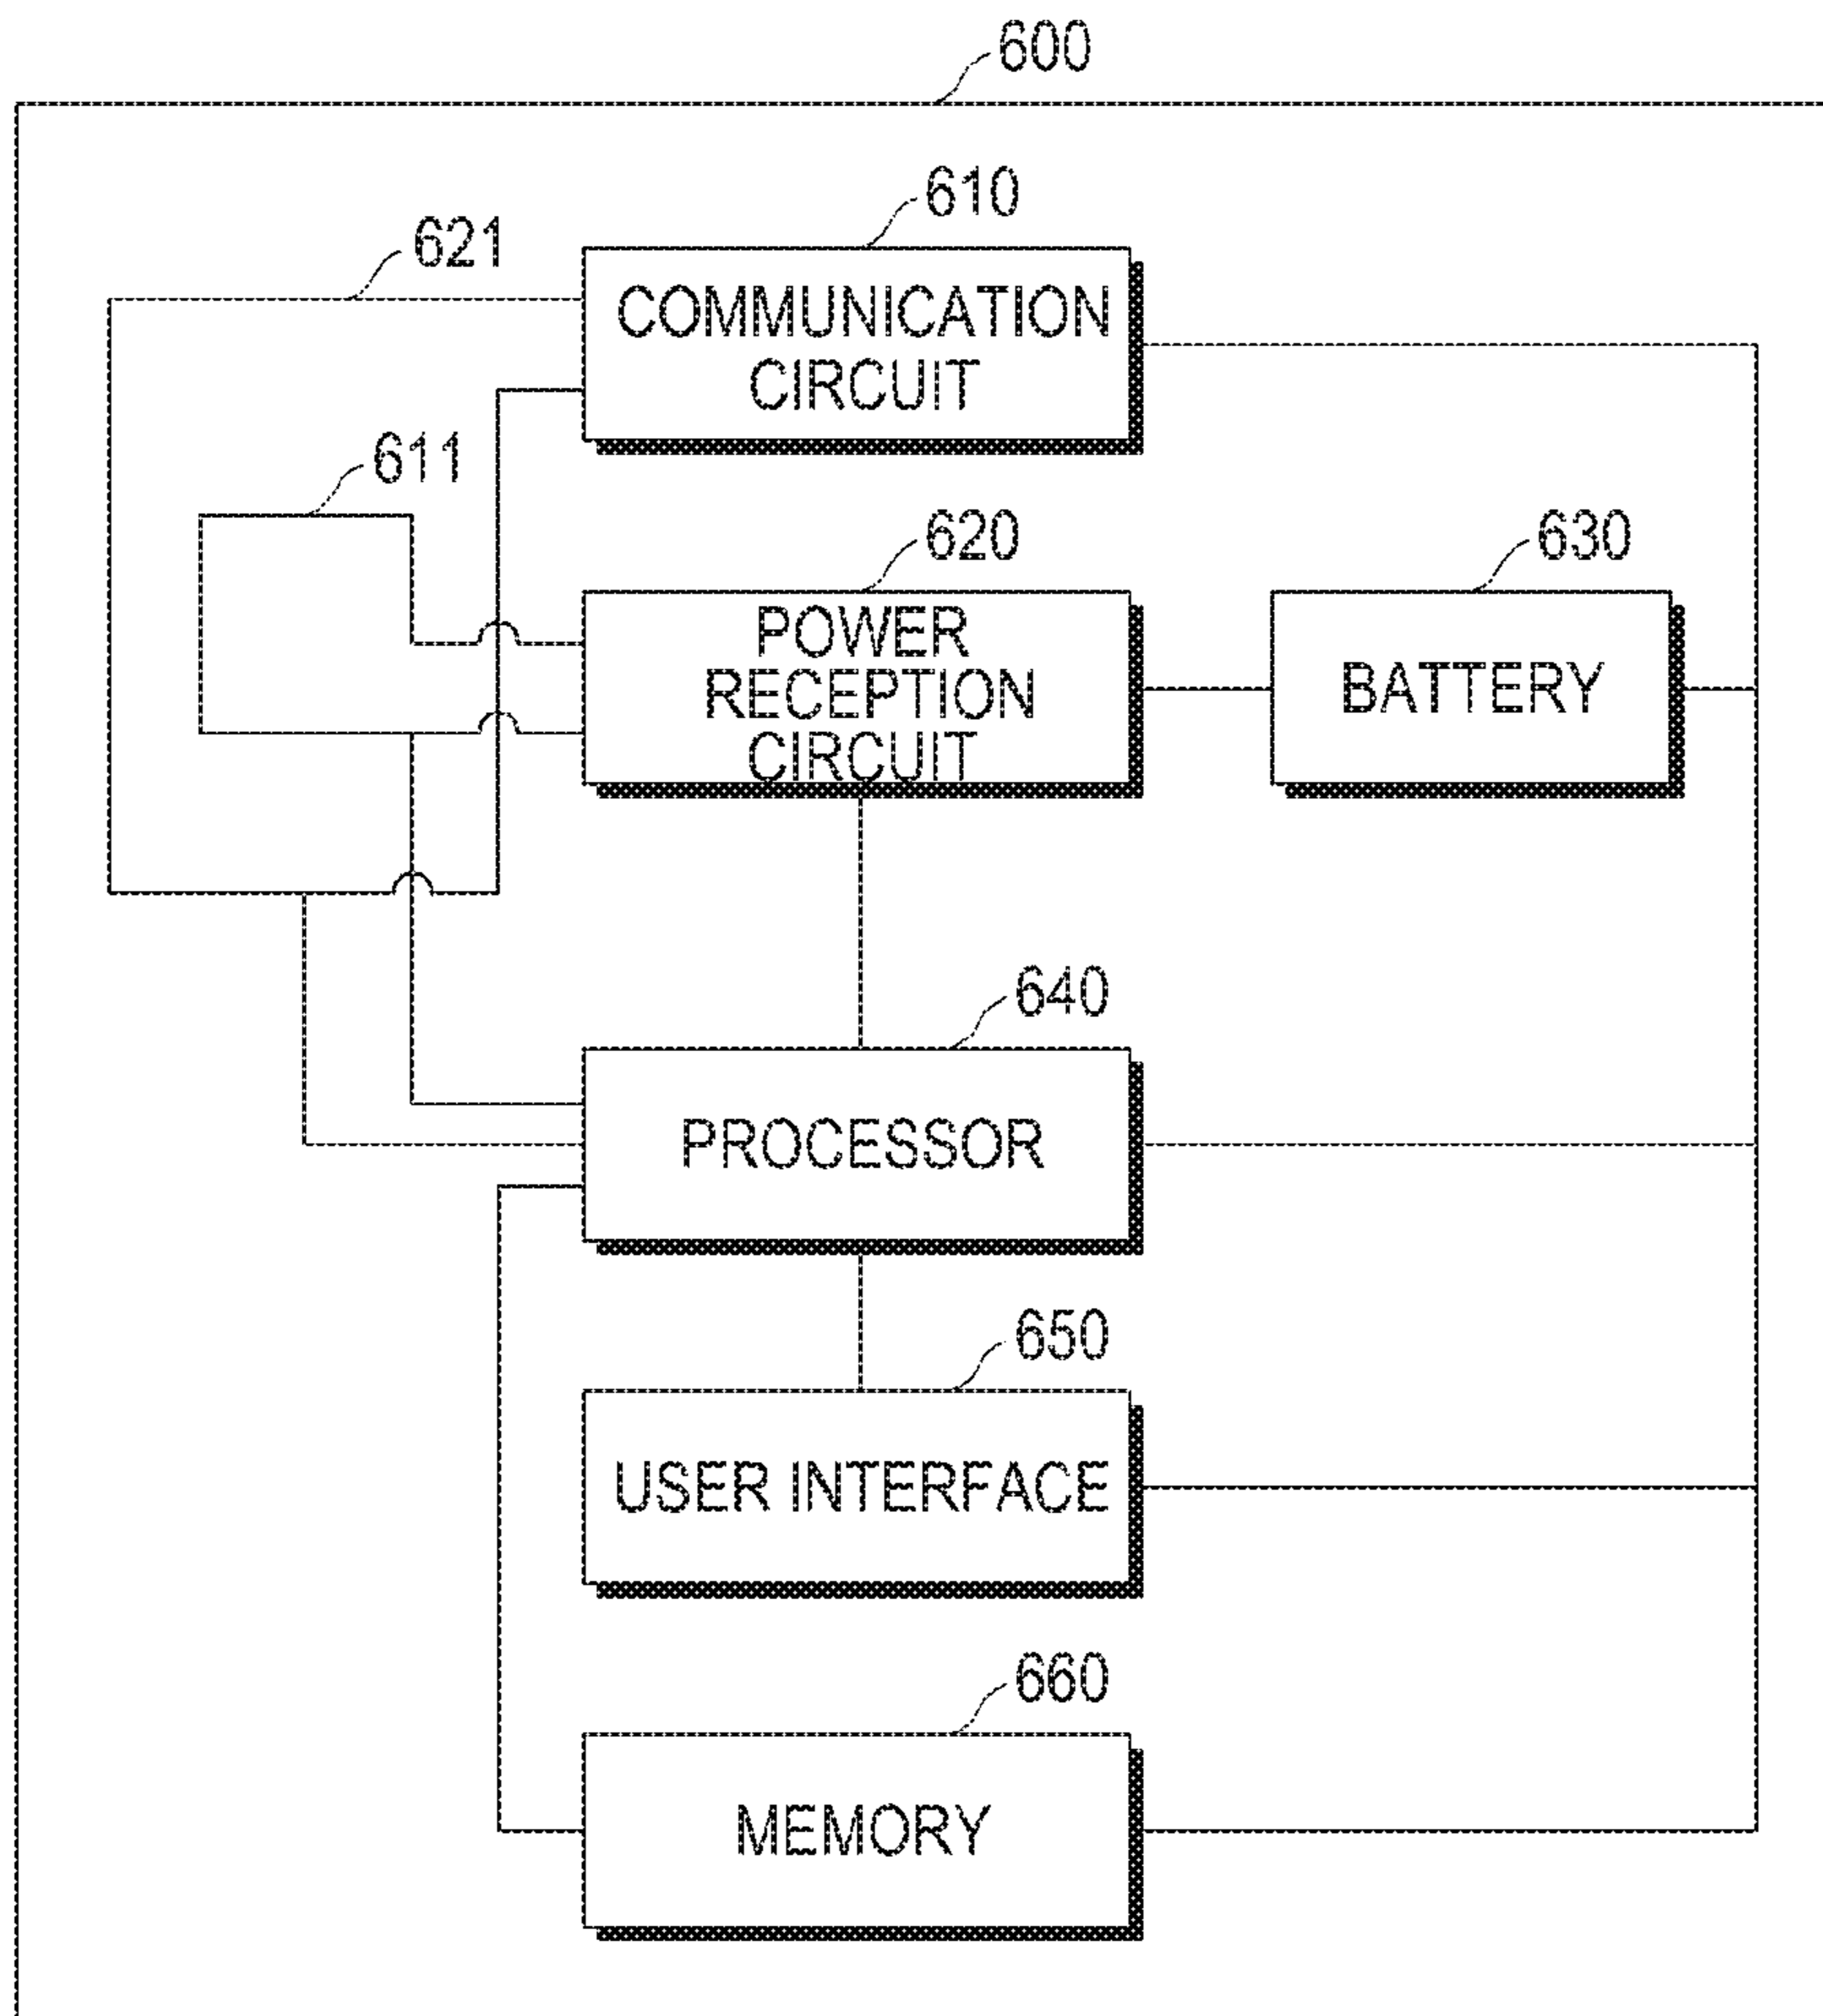 600
610
621
COMMUNICATION
CIRCUIT
611
620
630
POWER
RECEPTION
CIRCUIT
BATTERY
640
PROCESSOR
650
USER INTERFACE
660
MEMORY